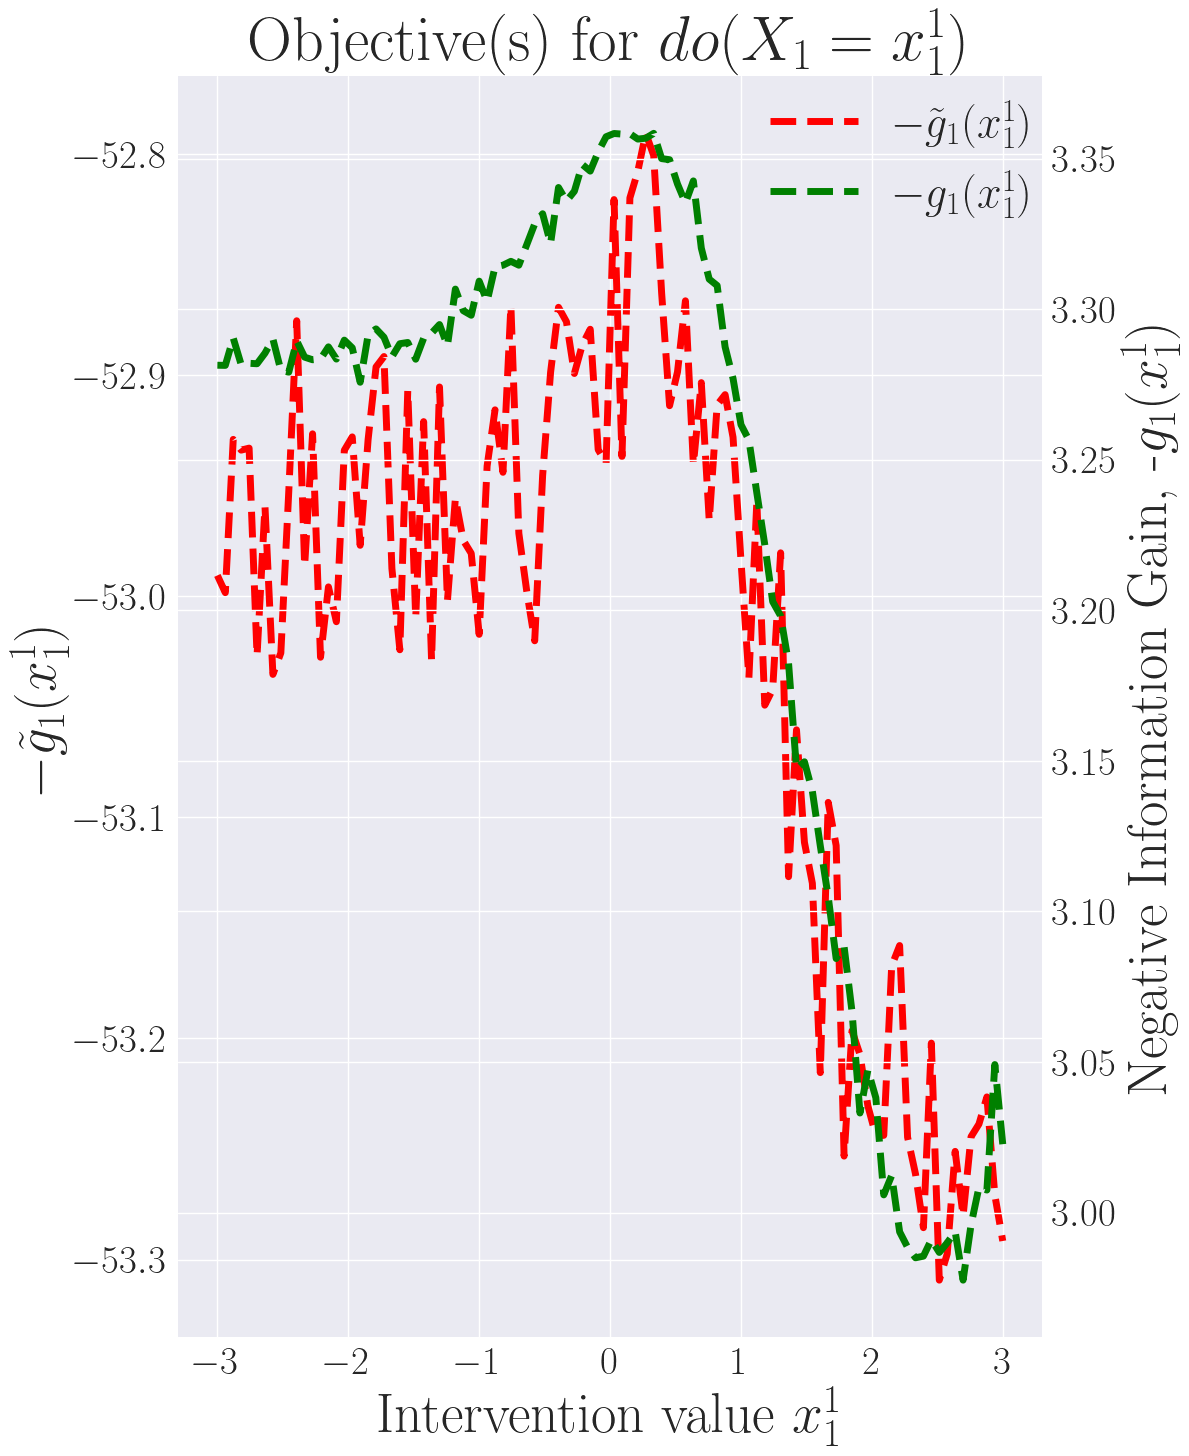 Objective(s) for do(X₁ = x₁¹)
−g̃₁(x₁¹)
−g₁(x₁¹)
−52.8
−52.9
−53.0
−53.1
−53.2
−53.3
−g̃₁(x₁¹)
3.35
3.30
3.25
3.20
3.15
3.10
3.05
3.00
Negative Information Gain, -g₁(x₁¹)
−3 −2 −1 0 1 2 3
Intervention value x₁¹